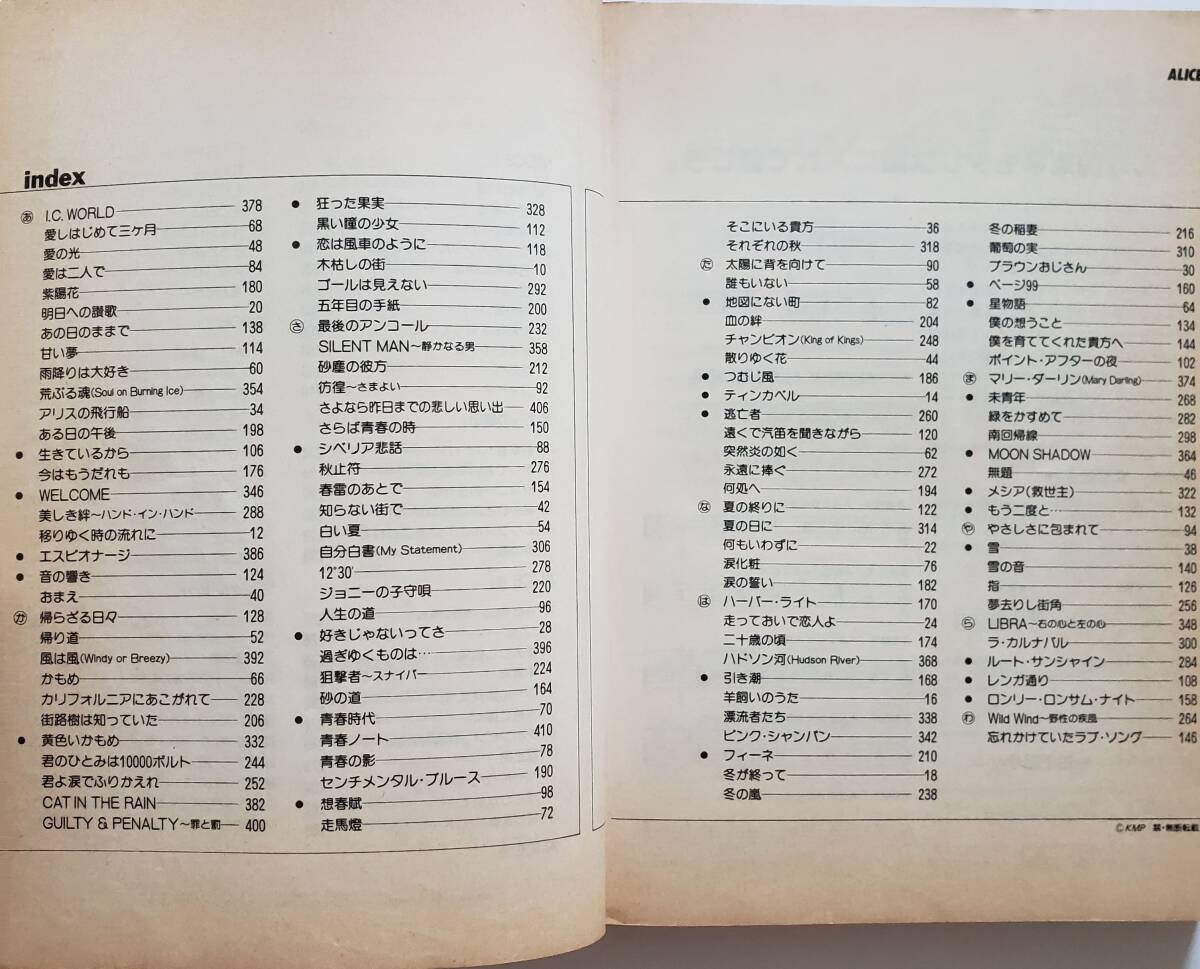 index
あ I.C. WORLD 378
愛しはじめて三ヶ月 68
愛の光 48
愛は二人で 84
紫陽花 180
明日への讃歌 20
あの日のままで 138
甘い夢 114
雨降りは大好き 60
荒ぶる魂(Soul on Burning Ice) 354
アリスの飛行船 34
ある日の午後 198
● 生きているから 106
今はもうだれも 176
● WELCOME 346
美しき絆〜ハンド・イン・ハンド 288
移りゆく時の流れに 12
● エスピオナージ 386
● 音の響き 124
おまえ 40
か 帰らざる日々 128
帰り道 52
風は風(Windy or Breezy) 392
かもめ 66
カリフォルニアにあこがれて 228
街路樹は知っていた 206
● 黄色いかもめ 332
君のひとみは10000ボルト 244
君よ涙でふりかえれ 252
CAT IN THE RAIN 382
GUILTY & PENALTY〜罪と罰 400
● 狂った果実 328
黒い瞳の少女 112
● 恋は風車のように 118
木枯しの街 10
ゴールは見えない 292
五年目の手紙 200
さ 最後のアンコール 232
SILENT MAN〜静かなる男 358
砂塵の彼方 212
彷徨〜さまよい 92
さよなら昨日までの悲しい思い出 406
さらば青春の時 150
● シベリア悲話 88
秋止符 276
春雷のあとで 154
知らない街で 42
白い夏 54
自分白書(My Statement) 306
12°30' 278
ジョニーの子守唄 220
人生の道 96
● 好きじゃないってさ 28
過ぎゆくものは… 396
狙撃者〜スナイパー 224
砂の道 164
● 青春時代 70
青春ノート 410
青春の影 78
センチメンタル・ブルース 190
● 想春賦 98
走馬燈 72
ALICE
そこにいる貴方 36
それぞれの秋 318
た 太陽に背を向けて 90
誰もいない 58
● 地図にない町 82
血の絆 204
チャンピオン(King of Kings) 248
散りゆく花 44
● つむじ風 186
● ティンカベル 14
● 逃亡者 260
遠くで汽笛を聞きながら 120
突然炎の如く 62
永遠に捧ぐ 272
何処へ 194
な 夏の終りに 122
夏の日に 314
何もいわずに 22
涙化粧 76
涙の誓い 182
は ハーバー・ライト 170
走っておいで恋人よ 24
二十歳の頃 174
ハドソン河(Hudson River) 368
● 引き潮 168
羊飼いのうた 16
漂流者たち 338
ピンク・シャンパン 342
● フィーネ 210
冬が終って 18
冬の嵐 238
冬の稲妻 216
葡萄の実 310
ブラウンおじさん 30
● ページ99 160
● 星物語 64
僕の想うこと 134
僕を育ててくれた貴方へ 144
ポイント・アフターの夜 102
ま マリー・ダーリン(Mary Darling) 374
● 未青年 268
緑をかすめて 282
南回帰線 298
● MOON SHADOW 364
無題 46
● メシア(救世主) 322
● もう二度と… 132
や やさしさに包まれて 94
● 雪 38
雪の音 140
指 126
夢去りし街角 256
ら LIBRA〜右の心と左の心 348
ラ・カルナバル 300
● ルート・サンシャイン 284
● レンガ通り 108
● ロンリー・ロンサム・ナイト 158
わ Wild Wind〜野性の疾風 264
忘れかけていたラブ・ソング 146
©KMP 禁・無断転載